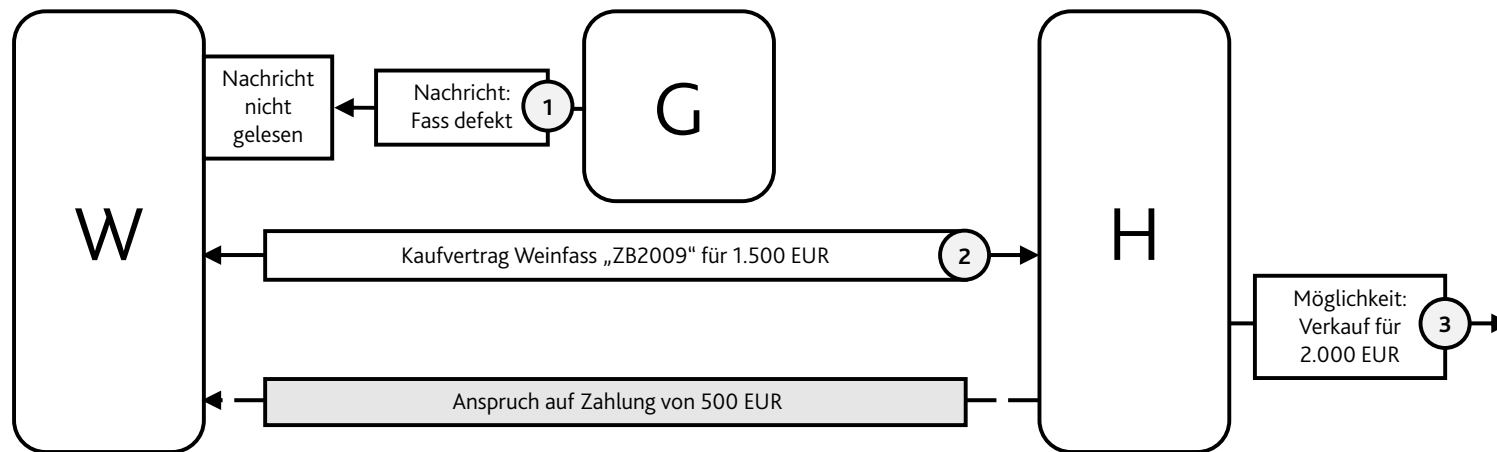 W
Nachricht
nicht
gelesen
Nachricht:
Fass defekt
1
G
H
Kaufvertrag Weinfass „ZB2009“ für 1.500 EUR
2
Möglichkeit:
Verkauf für
2.000 EUR
3
Anspruch auf Zahlung von 500 EUR